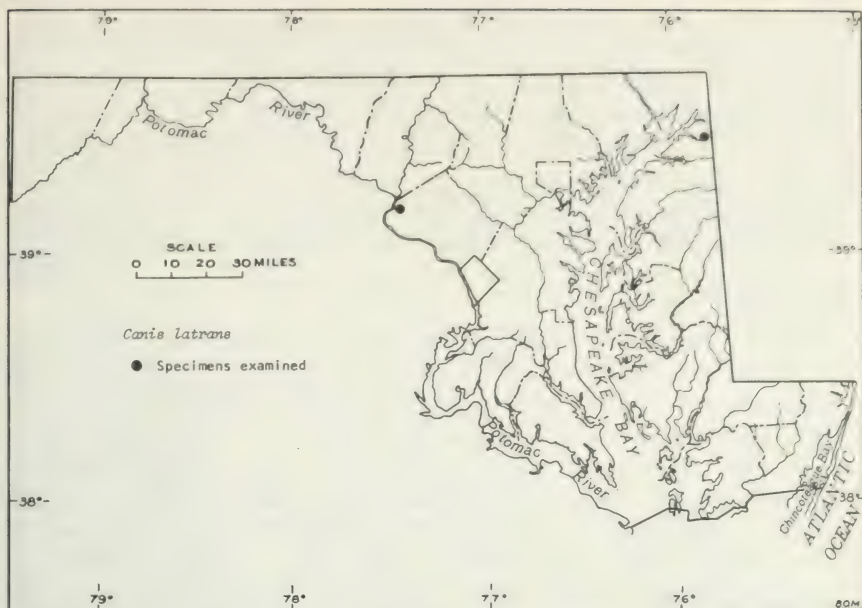 79° 78° 77° 76° 75°
Potomac River
39° 39°
SCALE
0 10 20 30 MILES
CHESAPEAKE BAY
Canis latrans
● Specimens examined
Potomac River
Chincoteague Bay
ATLANTIC OCEAN
38° 38°
79° 78° 77° 76°